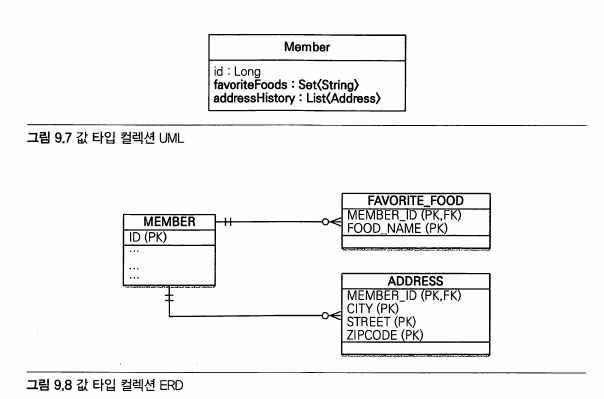 Member
id : Long
favoriteFoods : Set<String>
addressHistory : List<Address>
그림 9.7 값 타입 컬렉션 UML
FAVORITE_FOOD
MEMBER_ID (PK,FK)
FOOD_NAME (PK)
MEMBER
ID (PK)
...
...
...
ADDRESS
MEMBER_ID (PK,FK)
CITY (PK)
STREET (PK)
ZIPCODE (PK)
그림 9.8 값 타입 컬렉션 ERD